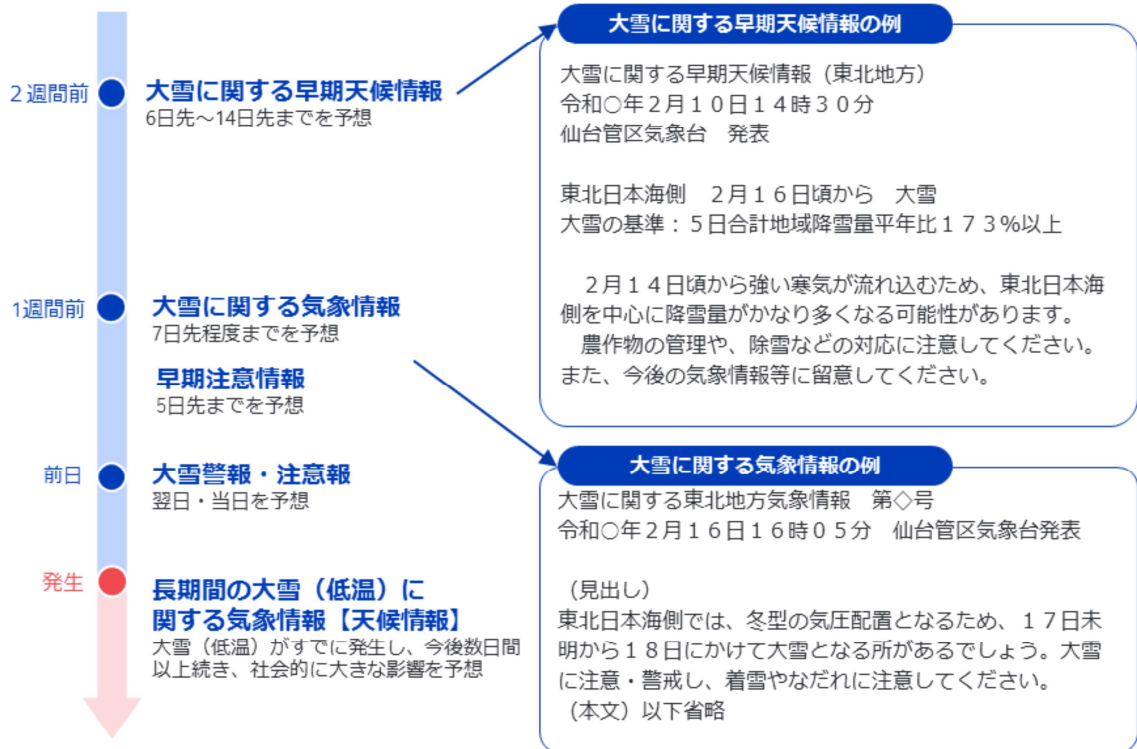 2週間前
大雪に関する早期天候情報
6日先～14日先までを予想
1週間前
大雪に関する気象情報
7日先程度までを予想
早期注意情報
5日先までを予想
前日
大雪警報・注意報
翌日・当日を予想
発生
長期間の大雪（低温）に
関する気象情報【天候情報】
大雪（低温）がすでに発生し、今後数日間
以上続き、社会的に大きな影響を予想
大雪に関する早期天候情報の例
大雪に関する早期天候情報（東北地方）
令和○年２月１０日１４時３０分
仙台管区気象台　発表
東北日本海側　２月１６日頃から　大雪
大雪の基準：５日合計地域降雪量平年比１７３％以上
２月１４日頃から強い寒気が流れ込むため、東北日本海
側を中心に降雪量がかなり多くなる可能性があります。
農作物の管理や、除雪などの対応に注意してください。
また、今後の気象情報等に留意してください。
大雪に関する気象情報の例
大雪に関する東北地方気象情報　第◇号
令和○年２月１６日１６時０５分　仙台管区気象台発表
（見出し）
東北日本海側では、冬型の気圧配置となるため、１７日未
明から１８日にかけて大雪となる所があるでしょう。大雪
に注意・警戒し、着雪やなだれに注意してください。
（本文）以下省略